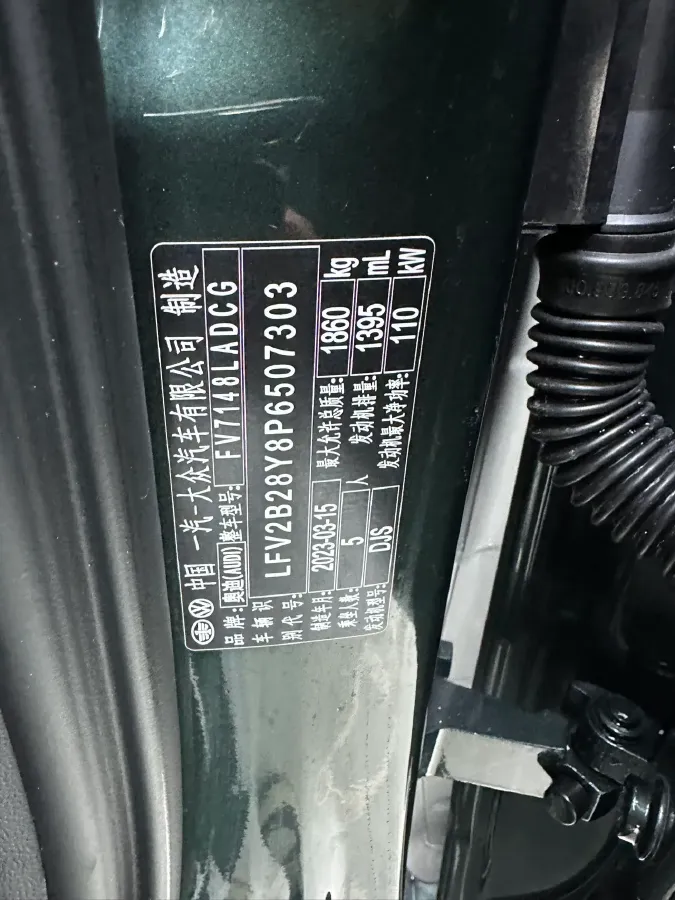 中国 一汽-大众汽车有限公司 制造
品牌: 奥迪(AUDI) 整车型号: FV7148LADCG
车辆识别代号: LFV2B28Y8P6507303
制造年月: 2023-03-15 最大允许总质量: 1860 kg
乘坐人数: 5 人 发动机排量: 1395 mL
发动机型号: DJS 发动机最大净功率: 110 kW